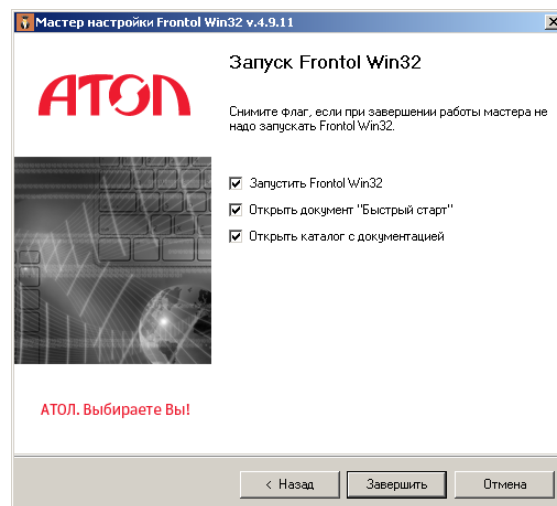 Мастер настройки Frontol Win32 v.4.9.11
АТОЛ
Запуск Frontol Win32
Снимите флаг, если при завершении работы мастера не
надо запускать Frontol Win32.
Запустить Frontol Win32
Открыть документ "Быстрый старт"
Открыть каталог с документацией
АТОЛ. Выбираете Вы!
< Назад
Завершить
Отмена